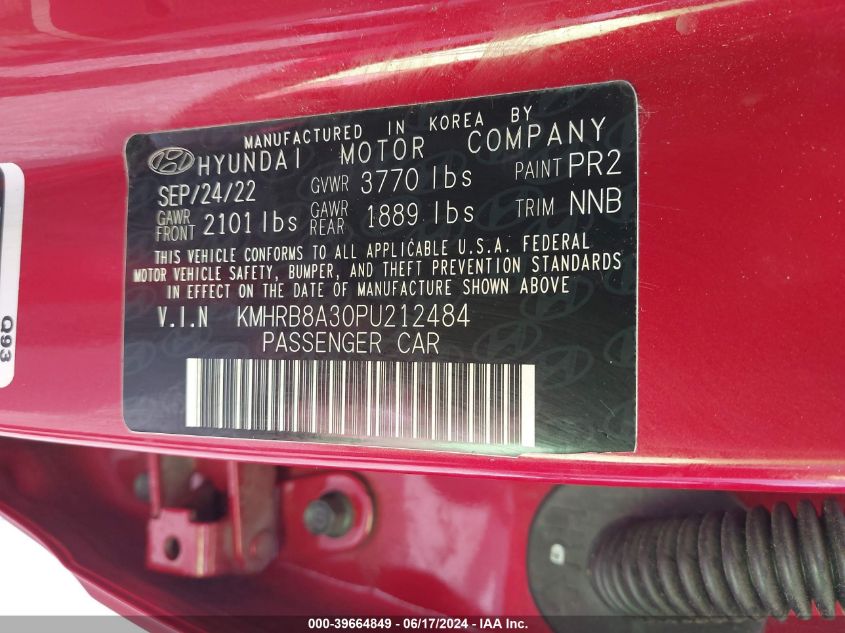 MANUFACTURED IN KOREA BY
HYUNDAI MOTOR COMPANY
SEP/24/22 GVWR 3770 lbs PAINT PR2
GAWR FRONT 2101 lbs GAWR REAR 1889 lbs TRIM NNB
THIS VEHICLE CONFORMS TO ALL APPLICABLE U.S.A. FEDERAL
MOTOR VEHICLE SAFETY, BUMPER, AND THEFT PREVENTION STANDARDS
IN EFFECT ON THE DATE OF MANUFACTURE SHOWN ABOVE
V.I.N KMHRB8A30PU212484
PASSENGER CAR
Q93
000-39664849 - 06/17/2024 - IAA Inc.